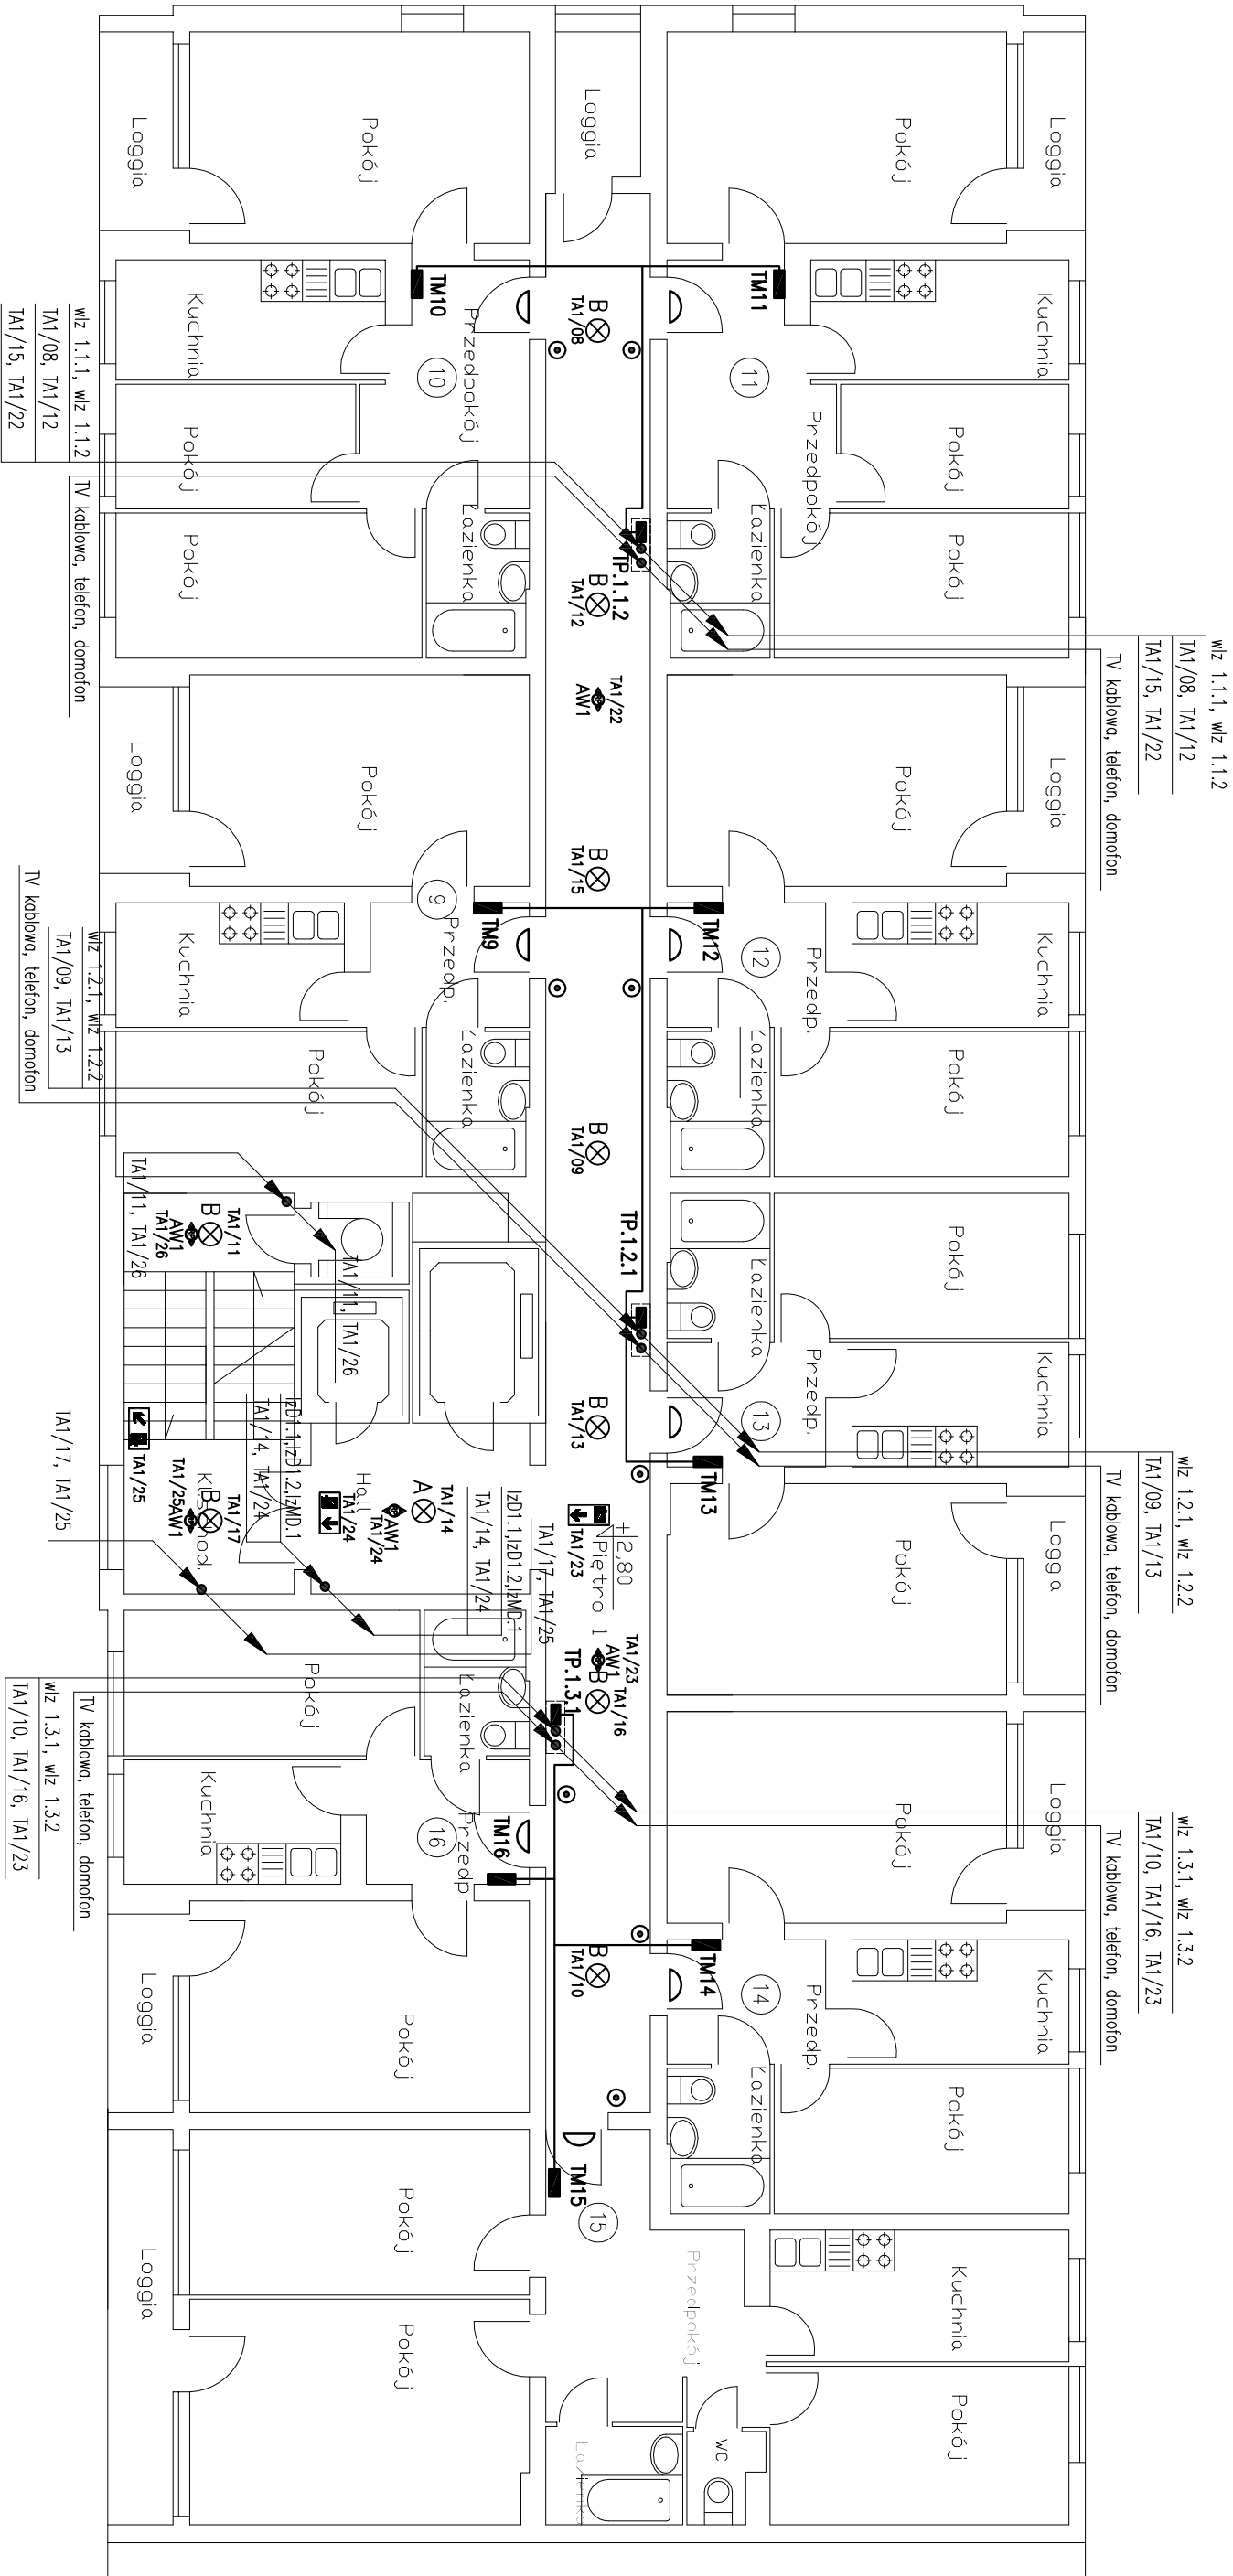 wlz 1.1.1, wlz 1.1.2
TA1/08, TA1/12
TA1/15, TA1/22
TV kablowa, telefon, domofon
wlz 1.2.1, wlz 1.2.2
TA1/09, TA1/13
TV kablowa, telefon, domofon
wlz 1.3.1, wlz 1.3.2
TA1/10, TA1/16, TA1/23
TV kablowa, telefon, domofon
Loggia
Loggia
Loggia
Loggia
Kuchnia
Kuchnia
Kuchnia
Kuchnia
Kuchnia
Pokój
Pokój
Pokój
Pokój
Pokój
Pokój
Pokój
Pokój
Pokój
Pokój
Pokój
Przedpokój
Przedp.
Przedp.
Przedp.
Łazienka
Łazienka
Łazienka
Łazienka
11
12
13
14
TM11
TM12
TM13
TM14
WC
Przedpokój
Loggia
TP.1.1.2
TP.1.2.1
TP.1.3.1
B
TA1/08
B
TA1/12
TA1/22
AW1
B
TA1/15
B
TA1/09
B
TA1/13
TA1/23
+2,80
Piętro 1
TA1/23
AW1
B
TA1/16
B
TA1/10
15
TM15
Łazienka
TM10
TM9
TM16
10
9
16
Przedpokój
Przedp.
Przedp.
Łazienka
Łazienka
Łazienka
TA1/17, TA1/25
IzD1.1,IzD1.2,IzMD.1
TA1/14, TA1/24
TA1/14
A
AW1
TA1/24
TA1/24
Hall
TA1/11, TA1/26
IzD1.1,IzD1.2,IzMD.1
TA1/14, TA1/24
TA1/11
B
AW1
TA1/26
TA1/11, TA1/26
TA1/17
B
TA1/25
AW1
TA1/25
TA1/17, TA1/25
Pokój
Pokój
Pokój
Pokój
Pokój
Pokój
Pokój
Pokój
Pokój
Kuchnia
Kuchnia
Kuchnia
Loggia
Loggia
Loggia
Loggia
wlz 1.1.1, wlz 1.1.2
TA1/08, TA1/12
TA1/15, TA1/22
TV kablowa, telefon, domofon
wlz 1.2.1, wlz 1.2.2
TA1/09, TA1/13
TV kablowa, telefon, domofon
TV kablowa, telefon, domofon
wlz 1.3.1, wlz 1.3.2
TA1/10, TA1/16, TA1/23